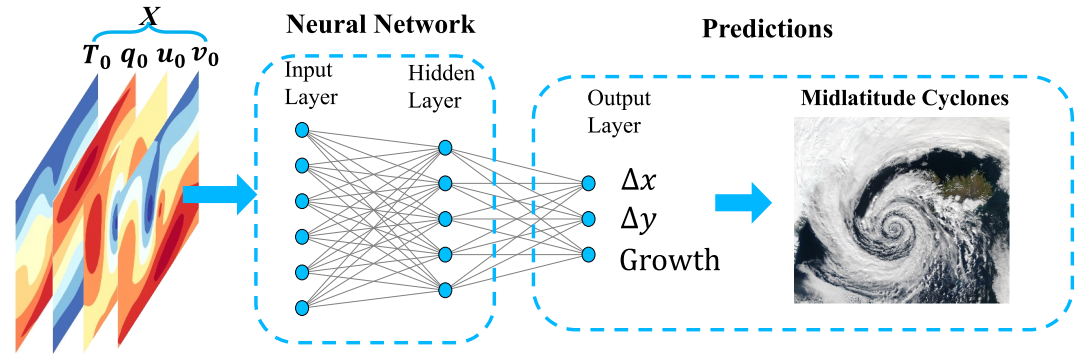 X
T₀ q₀ u₀ v₀
Neural Network
Input
Layer
Hidden
Layer
Predictions
Output
Layer
Δx
Δy
Growth
Midlatitude Cyclones